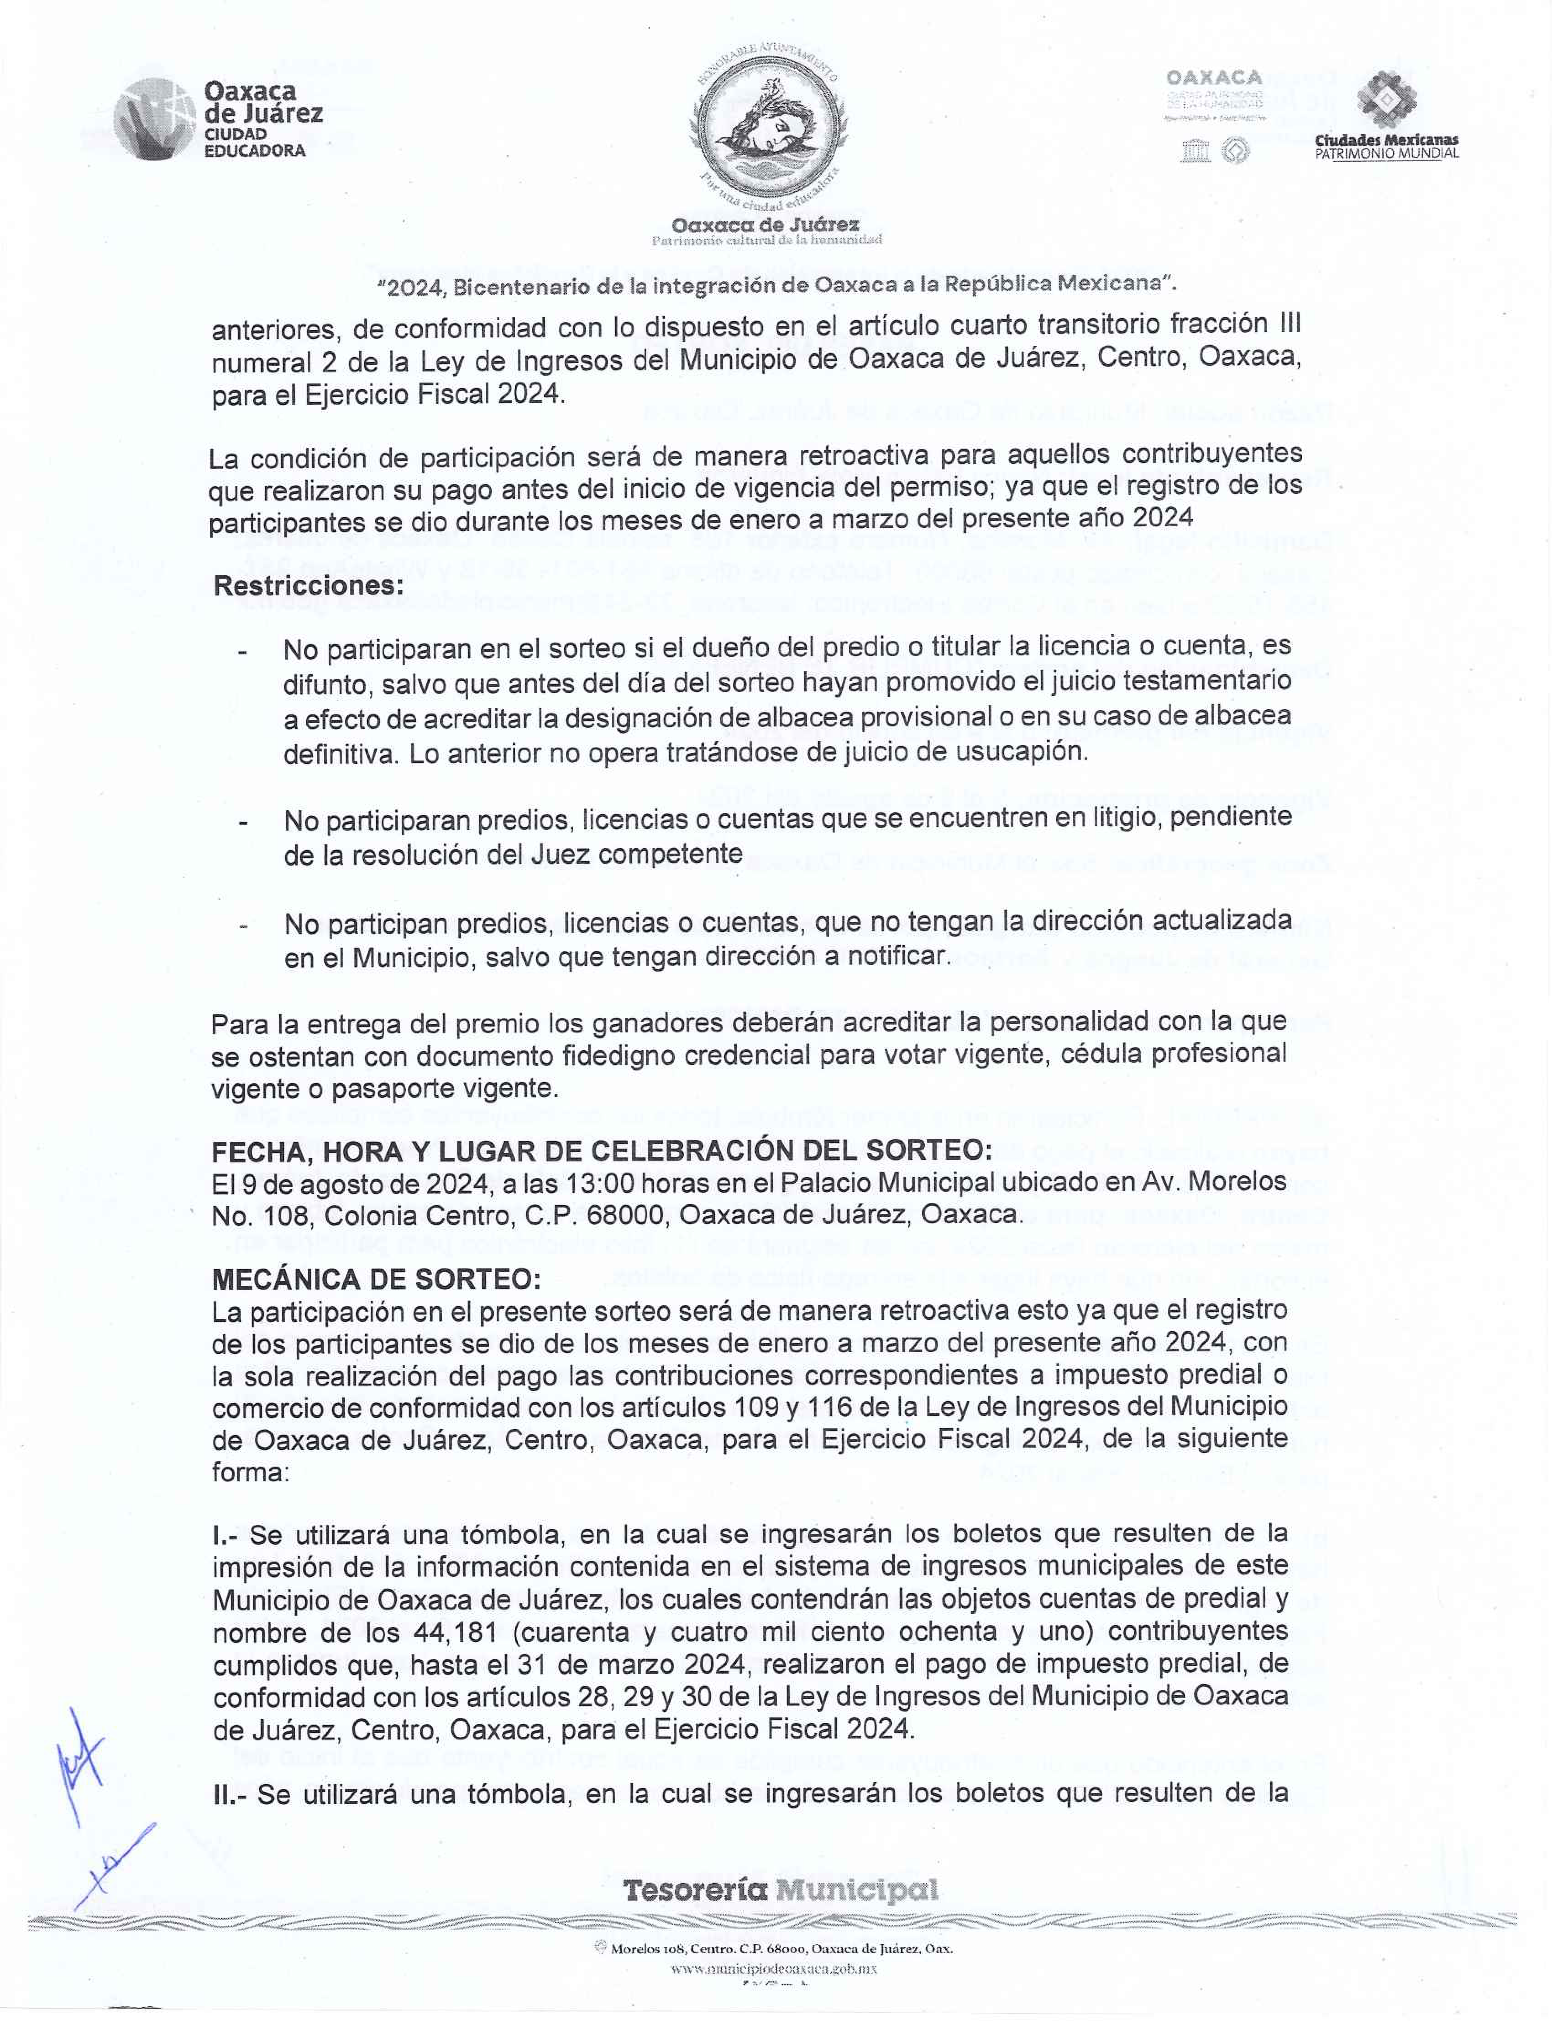 Oaxaca
de Juárez
CIUDAD
EDUCADORA
HONORABLE AYUNTAMIENTO
Por una ciudad educadora
Oaxaca de Juárez
Patrimonio cultural de la humanidad
OAXACA
Ciudades Mexicanas
PATRIMONIO MUNDIAL
"2024, Bicentenario de la integración de Oaxaca a la República Mexicana".
anteriores, de conformidad con lo dispuesto en el artículo cuarto transitorio fracción III
numeral 2 de la Ley de Ingresos del Municipio de Oaxaca de Juárez, Centro, Oaxaca,
para el Ejercicio Fiscal 2024.
La condición de participación será de manera retroactiva para aquellos contribuyentes
que realizaron su pago antes del inicio de vigencia del permiso; ya que el registro de los
participantes se dio durante los meses de enero a marzo del presente año 2024
Restricciones:
- No participaran en el sorteo si el dueño del predio o titular la licencia o cuenta, es
difunto, salvo que antes del día del sorteo hayan promovido el juicio testamentario
a efecto de acreditar la designación de albacea provisional o en su caso de albacea
definitiva. Lo anterior no opera tratándose de juicio de usucapión.
- No participaran predios, licencias o cuentas que se encuentren en litigio, pendiente
de la resolución del Juez competente
- No participan predios, licencias o cuentas, que no tengan la dirección actualizada
en el Municipio, salvo que tengan dirección a notificar.
Para la entrega del premio los ganadores deberán acreditar la personalidad con la que
se ostentan con documento fidedigno credencial para votar vigente, cédula profesional
vigente o pasaporte vigente.
FECHA, HORA Y LUGAR DE CELEBRACIÓN DEL SORTEO:
El 9 de agosto de 2024, a las 13:00 horas en el Palacio Municipal ubicado en Av. Morelos
No. 108, Colonia Centro, C.P. 68000, Oaxaca de Juárez, Oaxaca.
MECÁNICA DE SORTEO:
La participación en el presente sorteo será de manera retroactiva esto ya que el registro
de los participantes se dio de los meses de enero a marzo del presente año 2024, con
la sola realización del pago las contribuciones correspondientes a impuesto predial o
comercio de conformidad con los artículos 109 y 116 de la Ley de Ingresos del Municipio
de Oaxaca de Juárez, Centro, Oaxaca, para el Ejercicio Fiscal 2024, de la siguiente
forma:
I.- Se utilizará una tómbola, en la cual se ingresarán los boletos que resulten de la
impresión de la información contenida en el sistema de ingresos municipales de este
Municipio de Oaxaca de Juárez, los cuales contendrán las objetos cuentas de predial y
nombre de los 44,181 (cuarenta y cuatro mil ciento ochenta y uno) contribuyentes
cumplidos que, hasta el 31 de marzo 2024, realizaron el pago de impuesto predial, de
conformidad con los artículos 28, 29 y 30 de la Ley de Ingresos del Municipio de Oaxaca
de Juárez, Centro, Oaxaca, para el Ejercicio Fiscal 2024.
II.- Se utilizará una tómbola, en la cual se ingresarán los boletos que resulten de la
Tesorería Municipal
Morelos 108, Centro. C.P. 68000, Oaxaca de Juárez, Oax.
www.municipiodeoaxaca.gob.mx